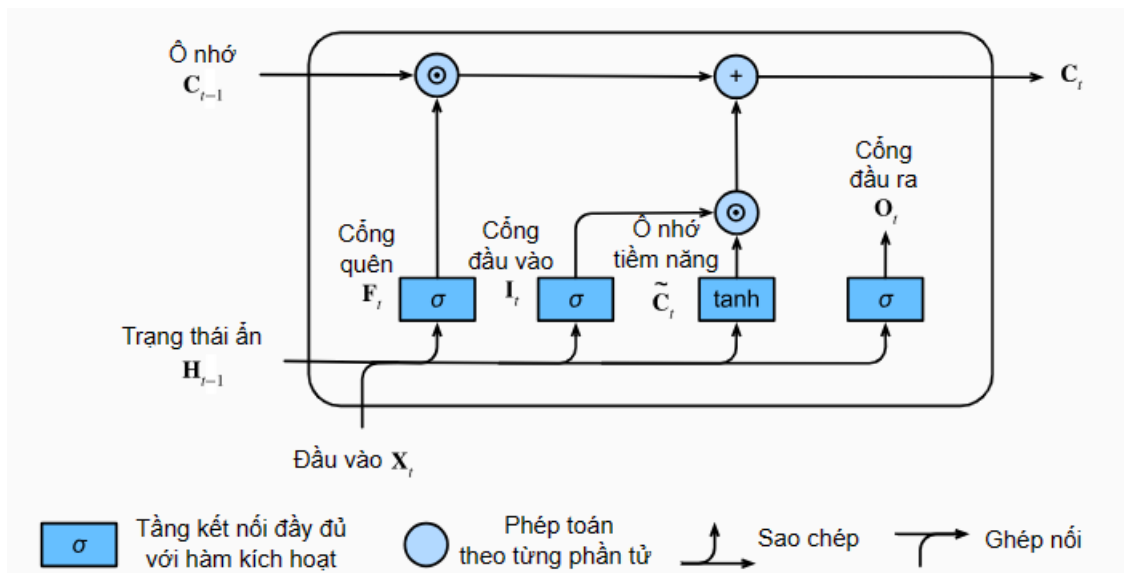 Ô nhớ
C_{t-1}
⊙
+
C_t
Cổng
đầu ra
O_t
⊙
Cổng
quên
F_t
σ
Cổng
đầu vào
I_t
σ
Ô nhớ
tiềm năng
C̃_t
tanh
σ
Trạng thái ẩn
H_{t-1}
Đầu vào X_t
σ
Tầng kết nối đầy đủ
với hàm kích hoạt
Phép toán
theo từng phần tử
Sao chép
Ghép nối